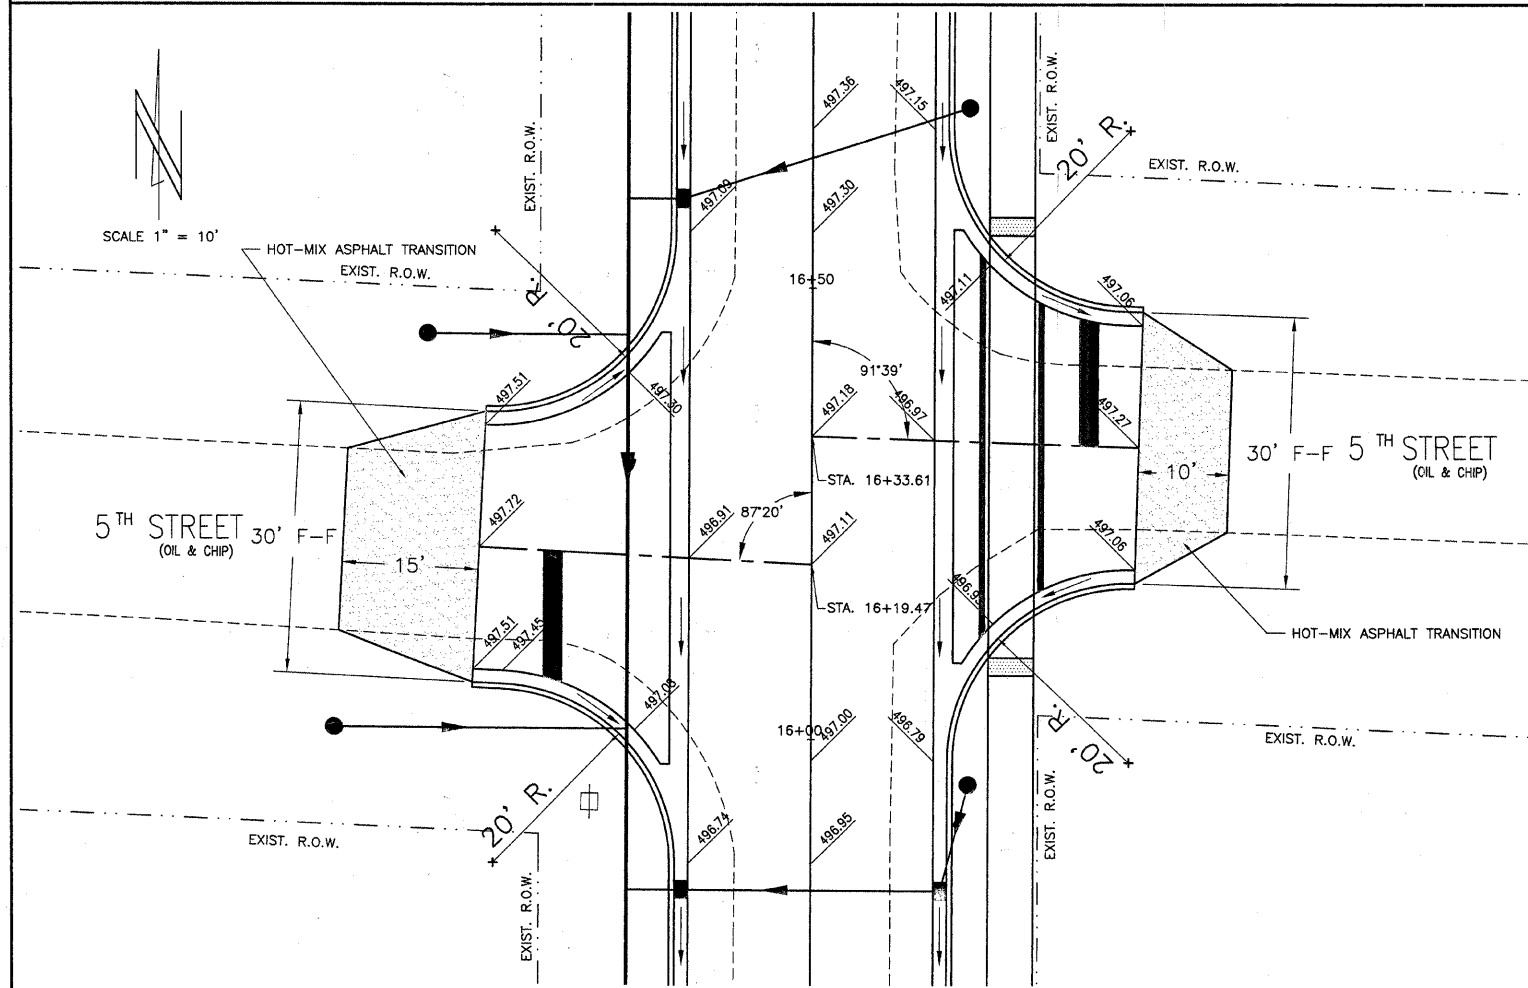 497.36
497.15
EXIST. R.O.W.
20' R.
EXIST. R.O.W.
EXIST. R.O.W.
497.09
497.30
SCALE 1" = 10'
HOT-MIX ASPHALT TRANSITION
EXIST. R.O.W.
16+50
497.11
497.06
20' R.
91°39'
497.51
497.30
497.18
496.97
497.27
30' F-F
5TH STREET
(OIL & CHIP)
10'
STA. 16+33.61
497.72
496.91
87°20'
497.11
497.06
5TH STREET
(OIL & CHIP)
30' F-F
15'
STA. 16+19.47
497.51
497.45
HOT-MIX ASPHALT TRANSITION
497.08
16+00
497.00
496.79
20' R.
EXIST. R.O.W.
20' R.
EXIST. R.O.W.
496.74
496.95
EXIST. R.O.W.
EXIST. R.O.W.